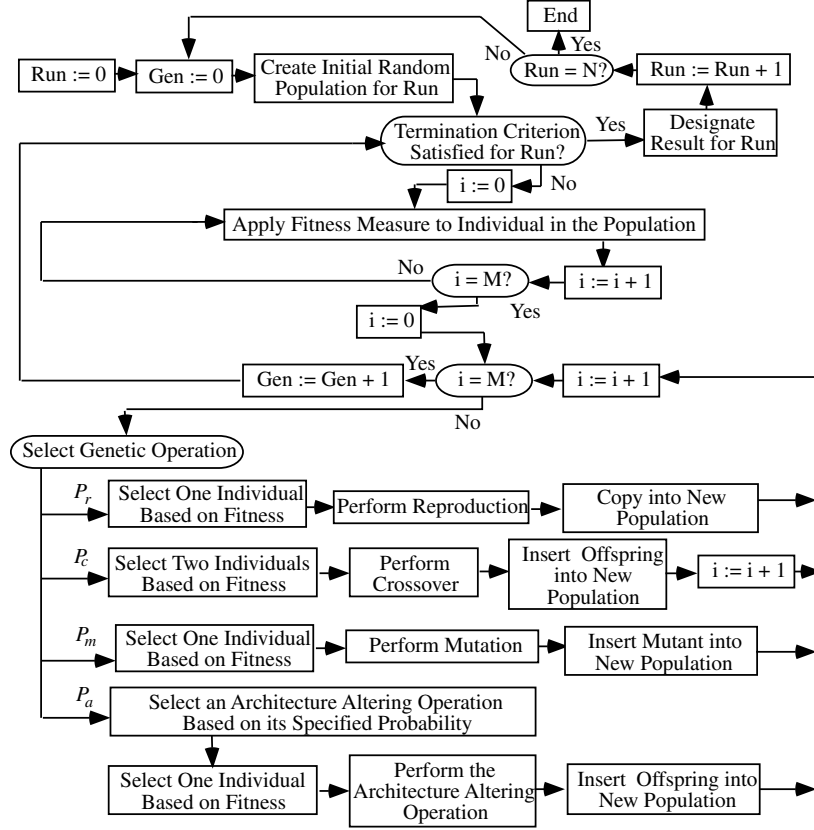 End
No
Yes
Run := 0
Gen := 0
Create Initial Random
Population for Run
Run = N?
Run := Run + 1
Termination Criterion
Satisfied for Run?
Yes
Designate
Result for Run
No
i := 0
Apply Fitness Measure to Individual in the Population
No
i = M?
i := i + 1
Yes
i := 0
Gen := Gen + 1
Yes
i = M?
i := i + 1
No
Select Genetic Operation
Pr
Select One Individual
Based on Fitness
Perform Reproduction
Copy into New
Population
Pc
Select Two Individuals
Based on Fitness
Perform
Crossover
Insert Offspring
into New
Population
i := i + 1
Pm
Select One Individual
Based on Fitness
Perform Mutation
Insert Mutant into
New Population
Pa
Select an Architecture Altering Operation
Based on its Specified Probability
Select One Individual
Based on Fitness
Perform the
Architecture Altering
Operation
Insert Offspring into
New Population